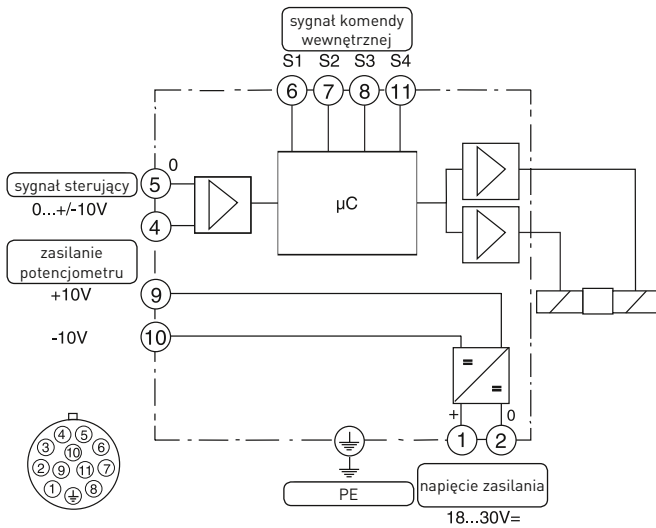 sygnał komendy
wewnętrznej
S1 S2 S3 S4
6 7 8 11
0
5
sygnał sterujący
0...+/-10V
4
µC
zasilanie
potencjometru
+10V
9
-10V
10
=
=
+ 0
1 2
4 5
3 10 6
2 9 11 7
1 8
PE
napięcie zasilania
18...30V=